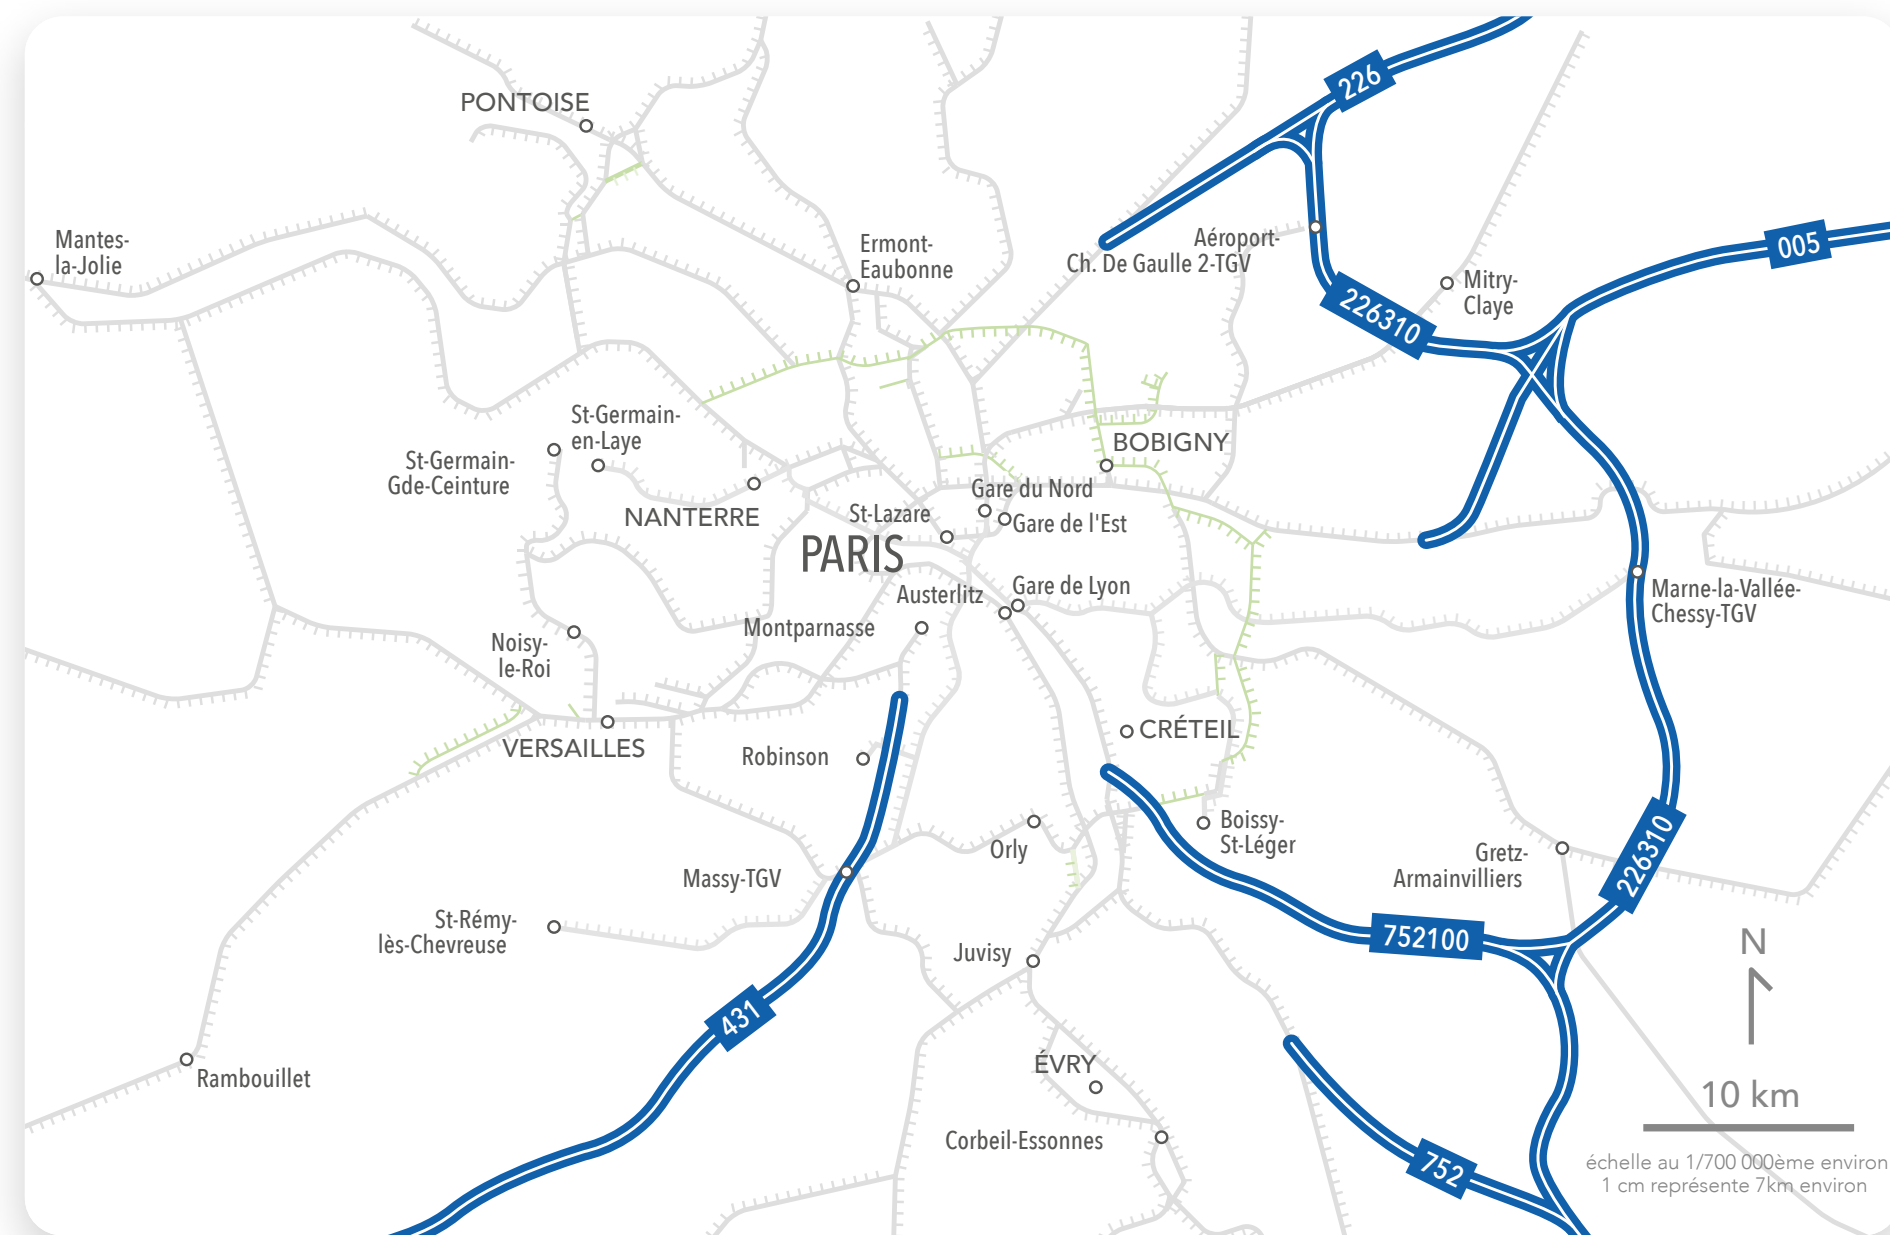 226
PONTOISE
Mantes-
la-Jolie
Ermont-
Eaubonne
Aéroport-
Ch. De Gaulle 2-TGV
005
Mitry-
Claye
226310
St-Germain-
en-Laye
St-Germain-
Gde-Ceinture
BOBIGNY
NANTERRE
Gare du Nord
St-Lazare
Gare de l'Est
PARIS
Gare de Lyon
Austerlitz
Montparnasse
Marne-la-Vallée-
Chessy-TGV
Noisy-
le-Roi
VERSAILLES
Robinson
CRÉTEIL
Boissy-
St-Léger
Orly
Gretz-
Armainvilliers
226310
Massy-TGV
St-Rémy-
lès-Chevreuse
752100
Juvisy
N
431
ÉVRY
Rambouillet
10 km
Corbeil-Essonnes
752
échelle au 1/700 000ème environ
1 cm représente 7km environ